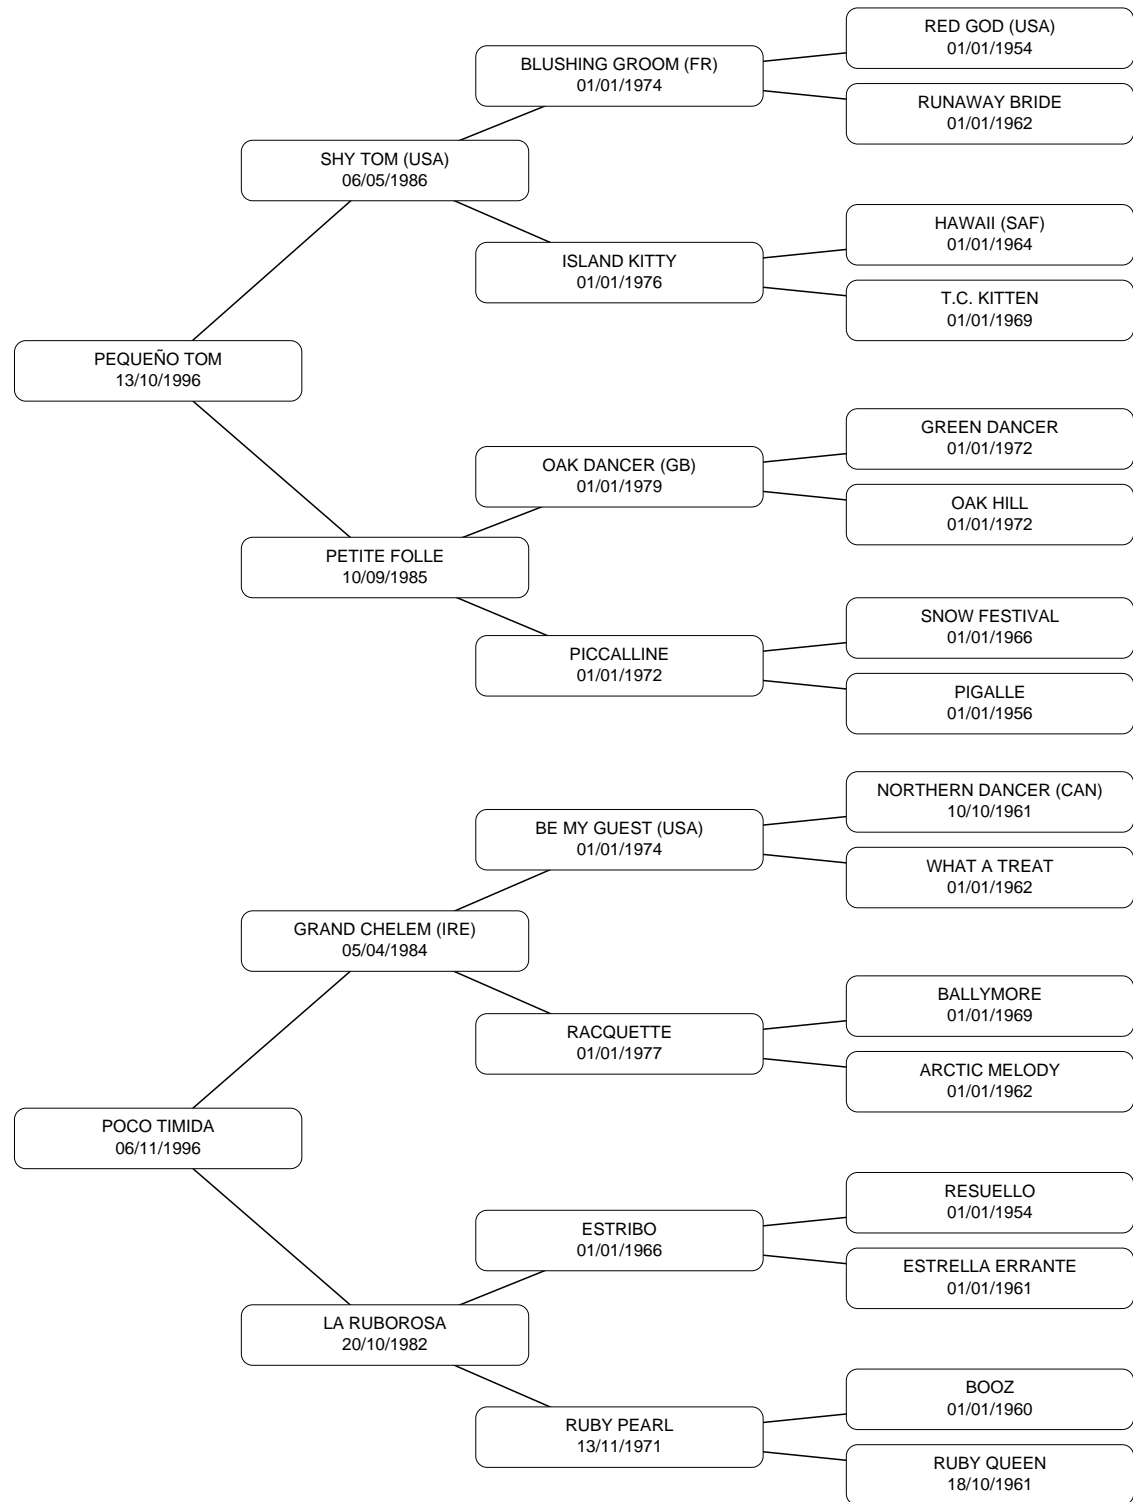 RED GOD (USA)
01/01/1954
BLUSHING GROOM (FR)
01/01/1974
RUNAWAY BRIDE
01/01/1962
SHY TOM (USA)
06/05/1986
HAWAII (SAF)
01/01/1964
ISLAND KITTY
01/01/1976
T.C. KITTEN
01/01/1969
PEQUEÑO TOM
13/10/1996
GREEN DANCER
01/01/1972
OAK DANCER (GB)
01/01/1979
OAK HILL
01/01/1972
PETITE FOLLE
10/09/1985
SNOW FESTIVAL
01/01/1966
PICCALLINE
01/01/1972
PIGALLE
01/01/1956
NORTHERN DANCER (CAN)
10/10/1961
BE MY GUEST (USA)
01/01/1974
WHAT A TREAT
01/01/1962
GRAND CHELEM (IRE)
05/04/1984
BALLYMORE
01/01/1969
RACQUETTE
01/01/1977
ARCTIC MELODY
01/01/1962
POCO TIMIDA
06/11/1996
RESUELLO
01/01/1954
ESTRIBO
01/01/1966
ESTRELLA ERRANTE
01/01/1961
LA RUBOROSA
20/10/1982
BOOZ
01/01/1960
RUBY PEARL
13/11/1971
RUBY QUEEN
18/10/1961